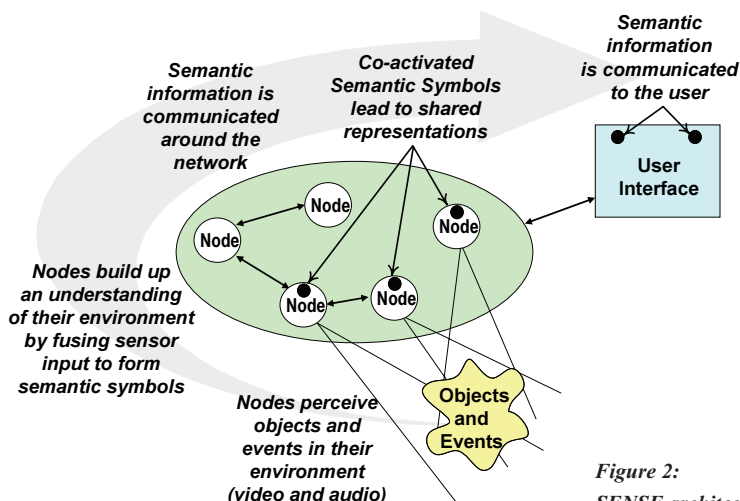 Semantic
information is
communicated
around the
network
Co-activated
Semantic Symbols
lead to shared
representations
Semantic
information
is communicated
to the user
User
Interface
Node
Node
Node
Node
Node
Nodes build up
an understanding
of their environment
by fusing sensor
input to form
semantic symbols
Nodes perceive
objects and
events in their
environment
(video and audio)
Objects
and
Events
Figure 2:
SENSE